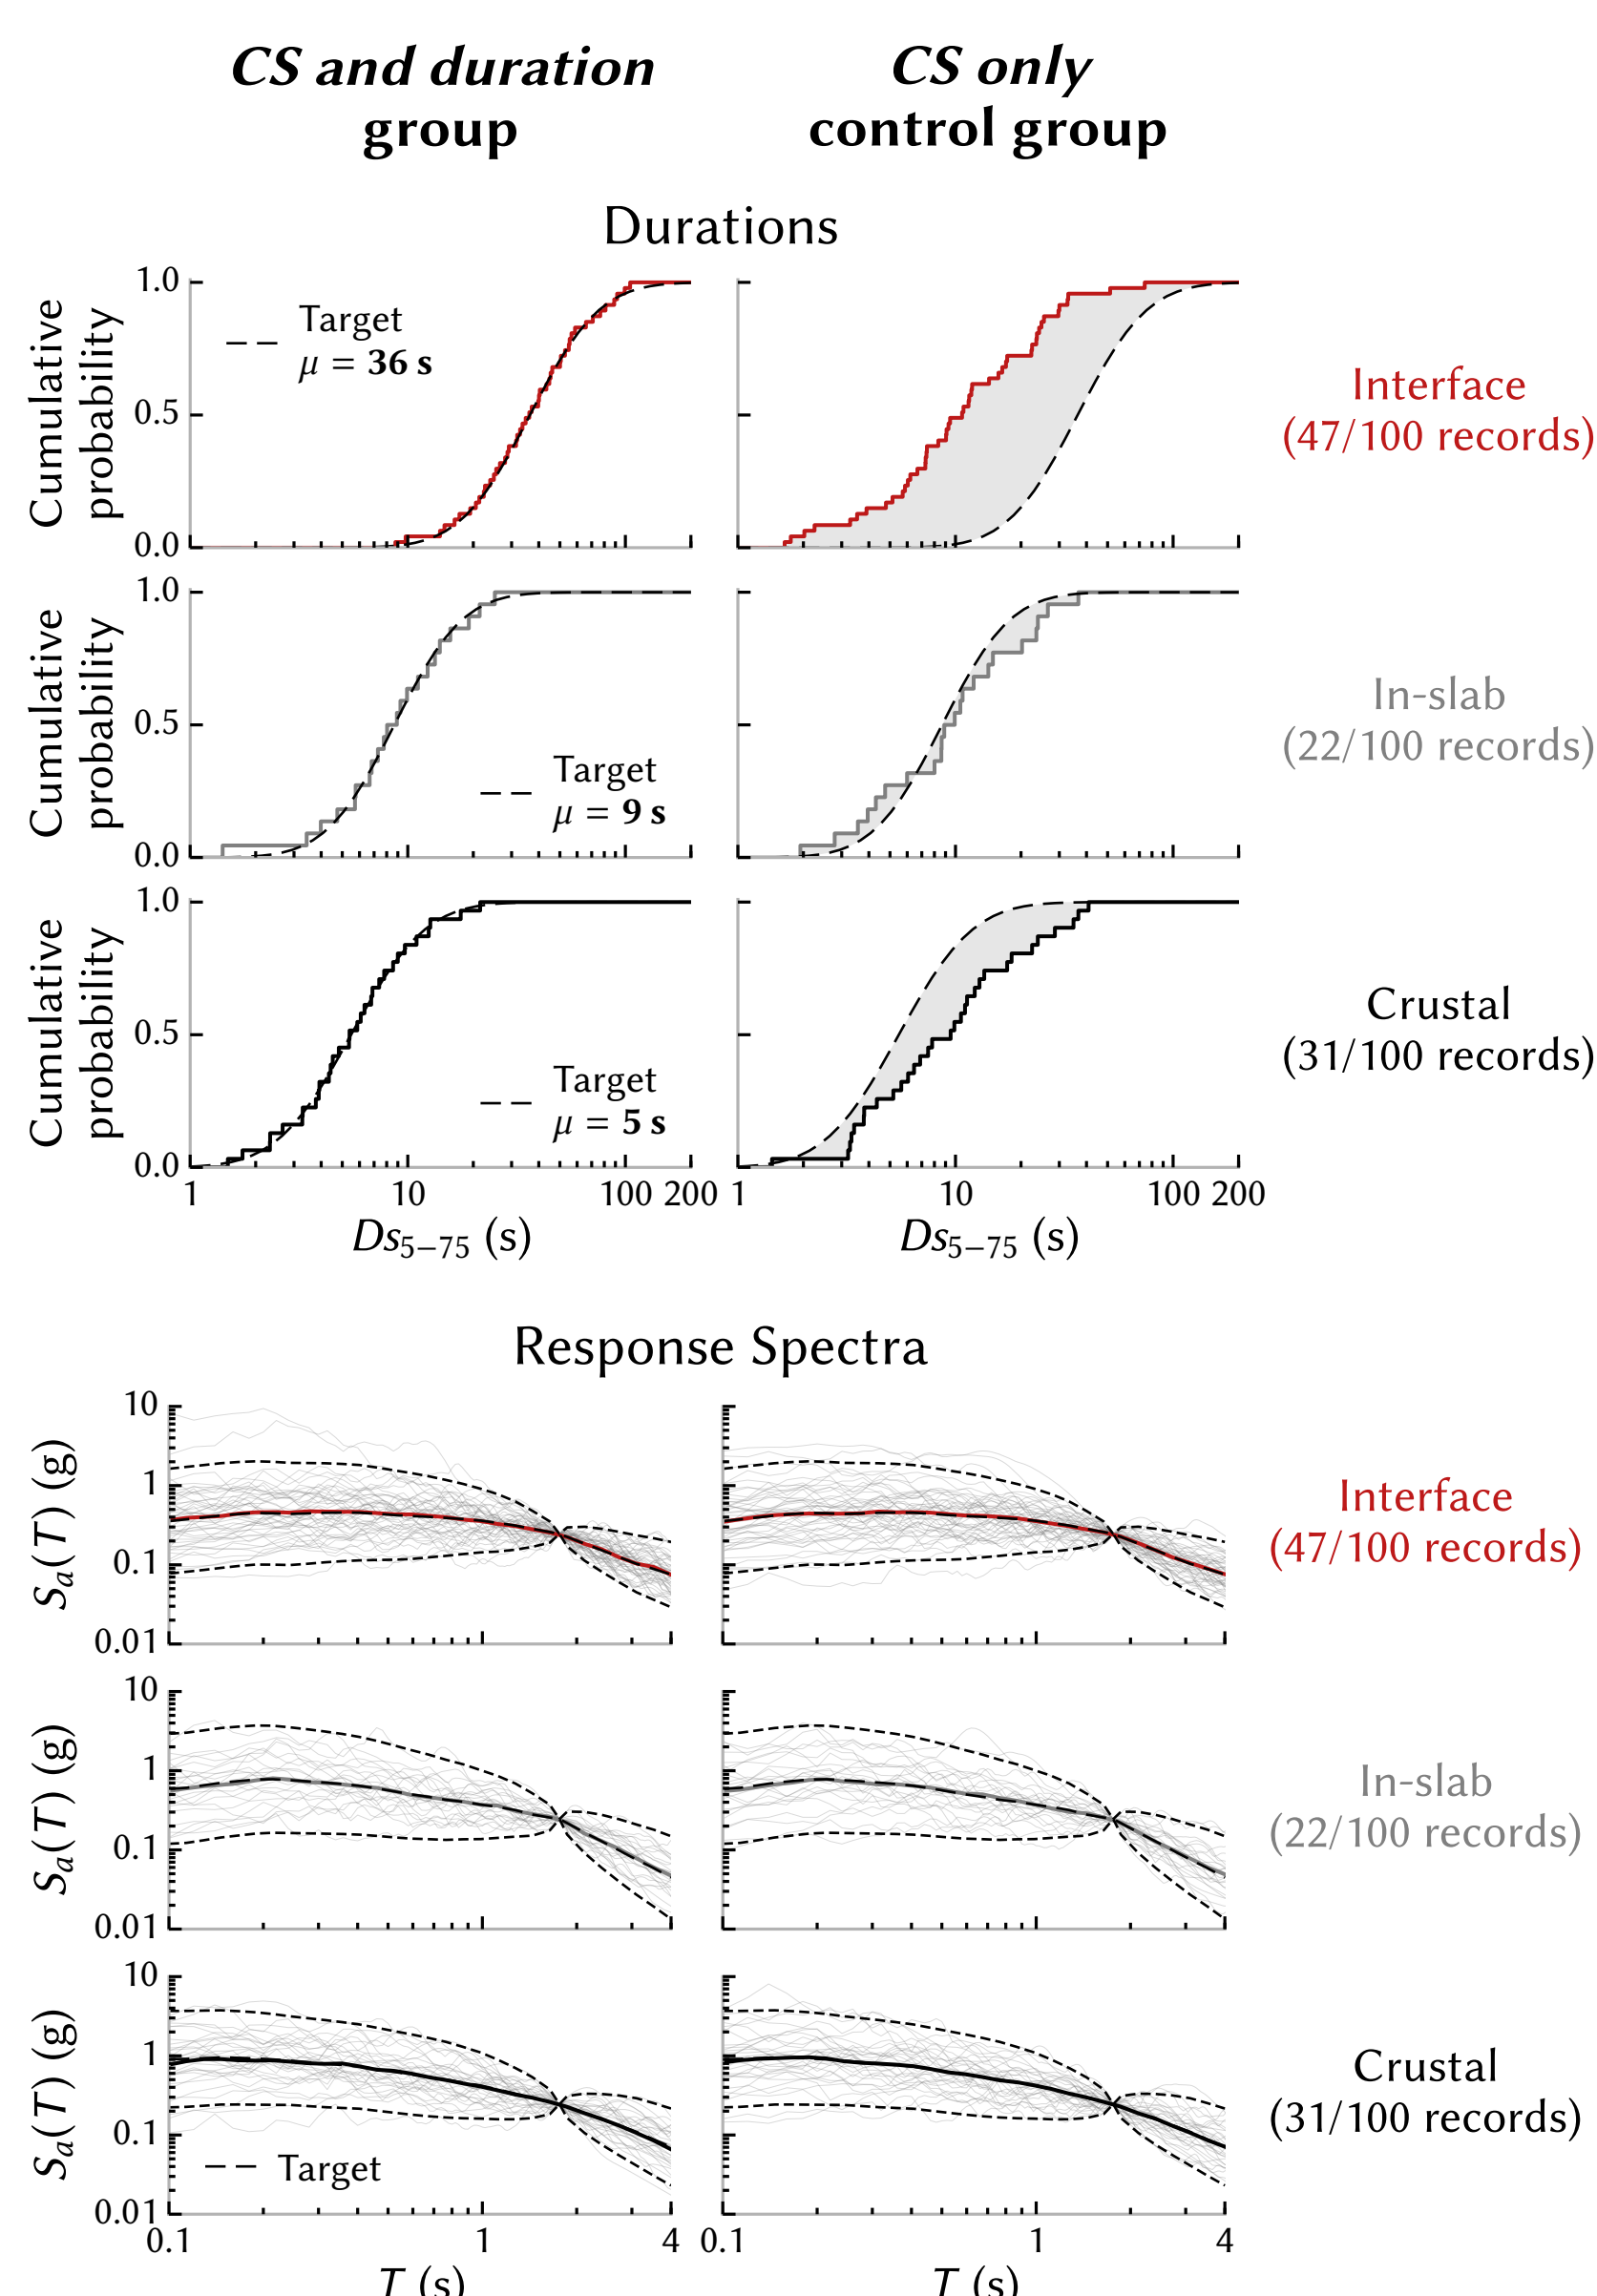 CS and duration
group
CS only
control group
Durations
Cumulative
probability
1.0
0.5
0.0
Target
μ = 36 s
Interface
(47/100 records)
Cumulative
probability
1.0
0.5
0.0
Target
μ = 9 s
In-slab
(22/100 records)
Cumulative
probability
1.0
0.5
0.0
Target
μ = 5 s
Crustal
(31/100 records)
1 10 100 200 1 10 100 200
Ds5−75 (s) Ds5−75 (s)
Response Spectra
Sa(T) (g)
10
1
0.1
0.01
Interface
(47/100 records)
Sa(T) (g)
10
1
0.1
0.01
In-slab
(22/100 records)
Sa(T) (g)
10
1
0.1
0.01
Target
Crustal
(31/100 records)
0.1 1 4 0.1 1 4
T (s) T (s)